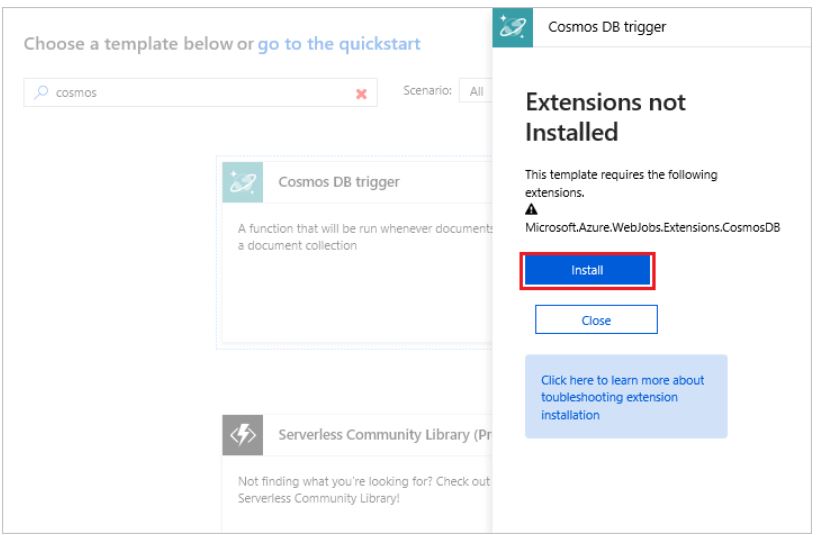 Choose a template below or go to the quickstart
cosmos
Scenario: All
Cosmos DB trigger
A function that will be run whenever documents
a document collection
Serverless Community Library (Pr
Not finding what you're looking for? Check out
Serverless Community Library!
Cosmos DB trigger
Extensions not
Installed
This template requires the following
extensions.
Microsoft.Azure.WebJobs.Extensions.CosmosDB
Install
Close
Click here to learn more about
toubleshooting extension
installation